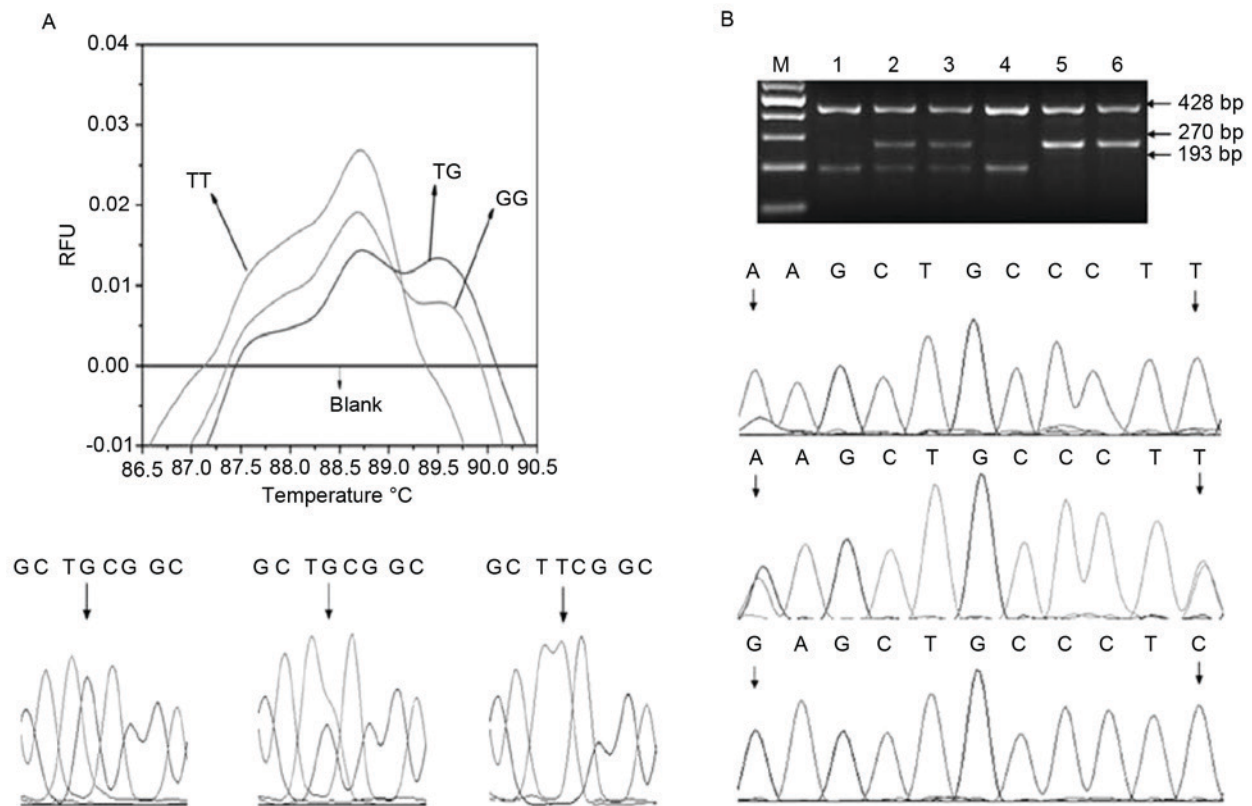 A
0.04
0.03
0.02
0.01
0.00
-0.01
RFU
TT
TG
GG
Blank
86.5 87.0 87.5 88.0 88.5 89.0 89.5 90.0 90.5
Temperature °C
GC TGCG GC
GC TGCG GC
GC TTCG GC
B
M 1 2 3 4 5 6
428 bp
270 bp
193 bp
A A G C T G C C C T T
A A G C T G C C C T T
G A G C T G C C C T C